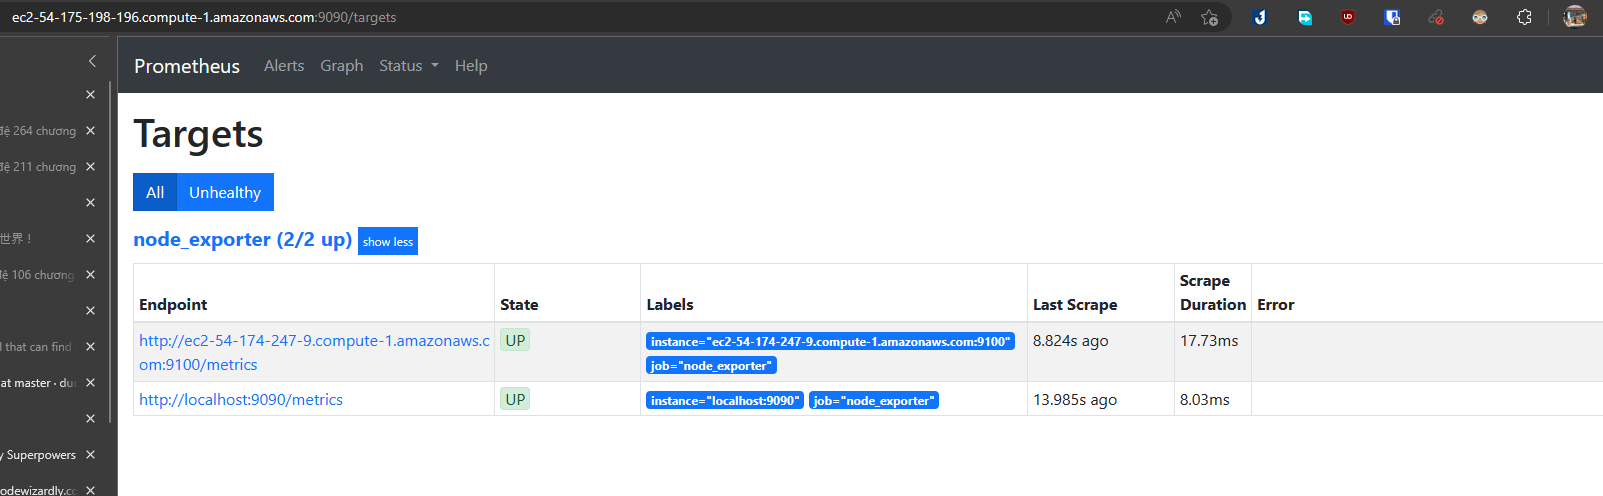 ec2-54-175-198-196.compute-1.amazonaws.com:9090/targets
Prometheus Alerts Graph Status Help
đệ 264 chương
đệ 211 chương
世界！
đệ 106 chương
that can find
at master · du
y Superpowers
odewizardly.c
Targets
All Unhealthy
node_exporter (2/2 up) show less
Endpoint State Labels Last Scrape Scrape Duration Error
http://ec2-54-174-247-9.compute-1.amazonaws.c UP instance="ec2-54-174-247-9.compute-1.amazonaws.com:9100" 8.824s ago 17.73ms
om:9100/metrics job="node_exporter"
http://localhost:9090/metrics UP instance="localhost:9090" job="node_exporter" 13.985s ago 8.03ms